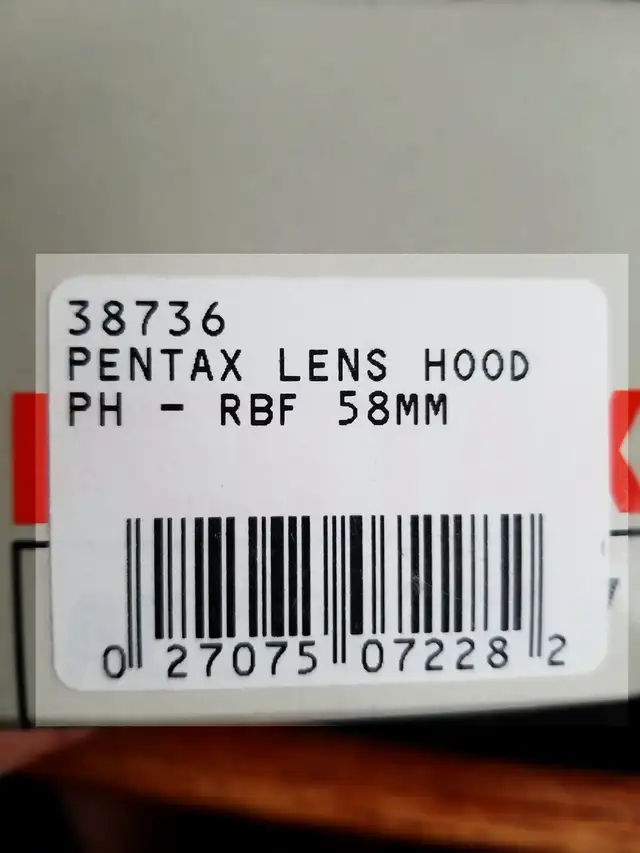 38736
PENTAX LENS HOOD
PH - RBF 58MM
0 27075 07228 2